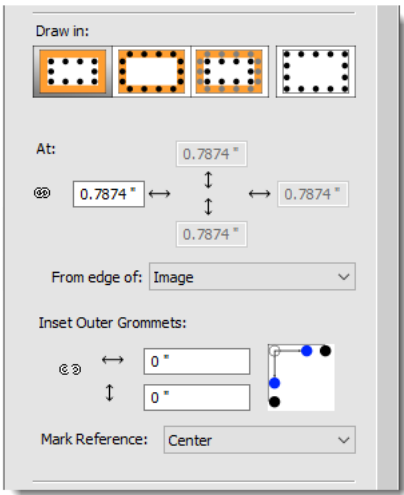 Draw in:
At:
0.7874 "
0.7874 "
0.7874 "
0.7874 "
From edge of: Image
Inset Outer Grommets:
0 "
0 "
Mark Reference: Center